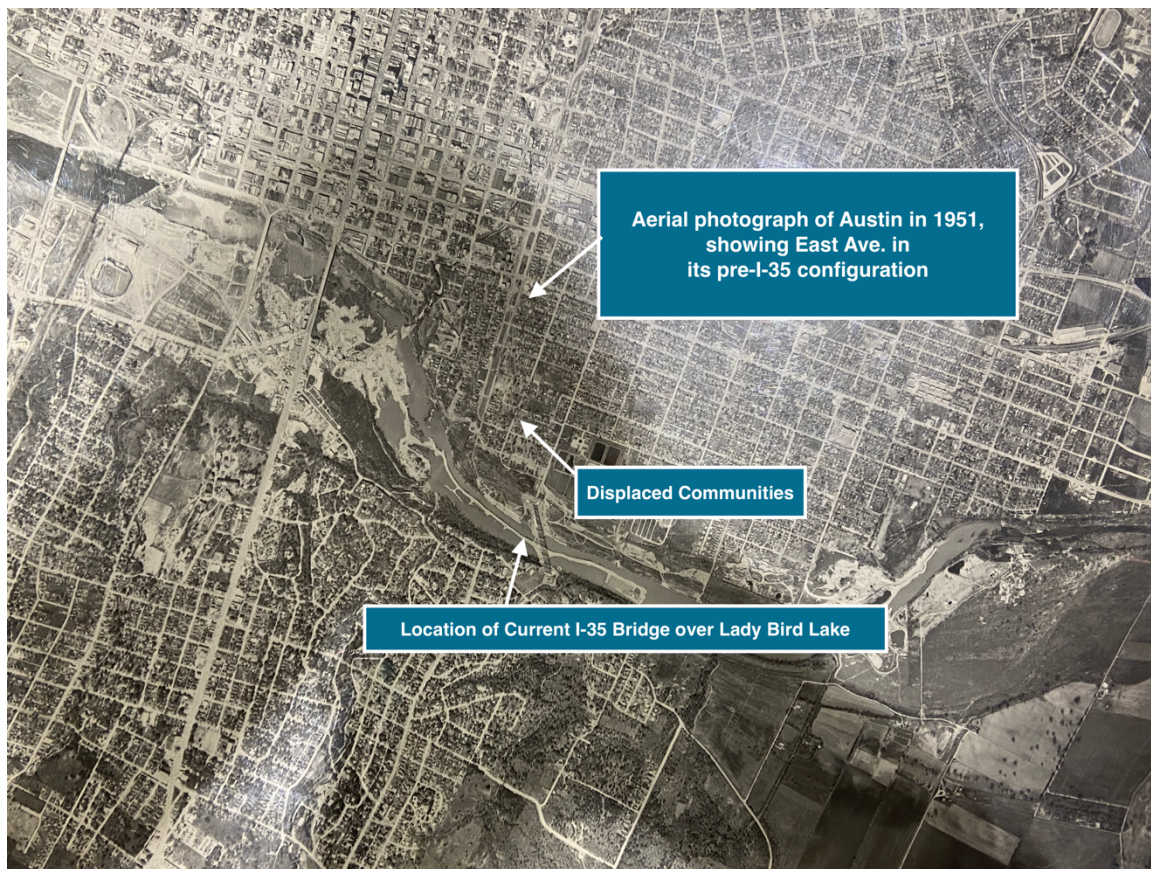 Aerial photograph of Austin in 1951,
showing East Ave. in
its pre-I-35 configuration
Displaced Communities
Location of Current I-35 Bridge over Lady Bird Lake